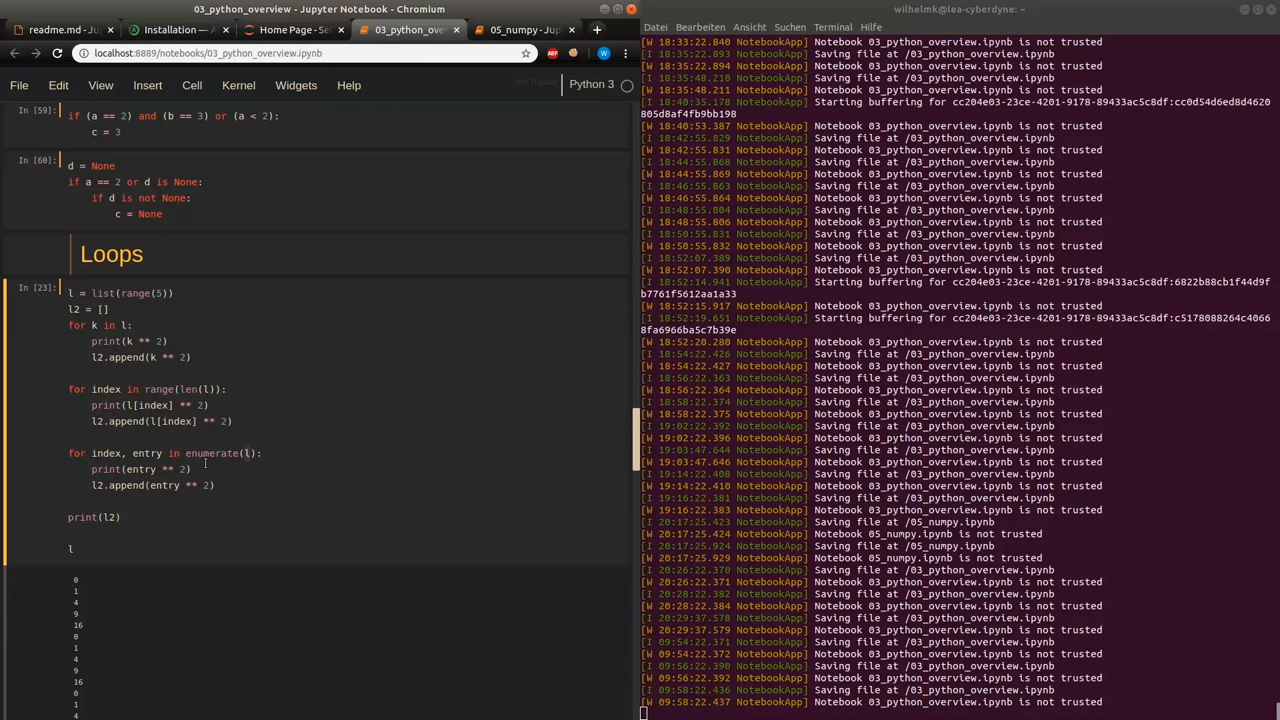 03_python_overview - Jupyter Notebook - Chromium
readme.md - Jup
Installation — Ana
Home Page - Se
03_python_over
05_numpy - Jup
localhost:8889/notebooks/03_python_overview.ipynb
ABP
W
File Edit View Insert Cell Kernel Widgets Help
Not Trusted
Python 3
In [59]:
if (a == 2) and (b == 3) or (a < 2):
    c = 3
In [60]:
d = None
if a == 2 or d is None:
    if d is not None:
        c = None
Loops
In [23]:
l = list(range(5))
l2 = []
for k in l:
    print(k ** 2)
    l2.append(k ** 2)
for index in range(len(l)):
    print(l[index] ** 2)
    l2.append(l[index] ** 2)
for index, entry in enumerate(l):
    print(entry ** 2)
    l2.append(entry ** 2)
print(l2)
l
0
1
4
9
16
0
1
4
9
16
0
1
4
wilhelmk@lea-cyberdyne: ~
Datei Bearbeiten Ansicht Suchen Terminal Hilfe
[W 18:33:22.840 NotebookApp] Notebook 03_python_overview.ipynb is not trusted
[I 18:35:22.893 NotebookApp] Saving file at /03_python_overview.ipynb
[W 18:35:22.894 NotebookApp] Notebook 03_python_overview.ipynb is not trusted
[I 18:35:48.210 NotebookApp] Saving file at /03_python_overview.ipynb
[W 18:35:48.211 NotebookApp] Notebook 03_python_overview.ipynb is not trusted
[I 18:40:35.178 NotebookApp] Starting buffering for cc204e03-23ce-4201-9178-89433ac5c8df:cc0d54d6ed8d4620
805d8af4fb9bb198
[W 18:40:53.387 NotebookApp] Notebook 03_python_overview.ipynb is not trusted
[I 18:42:55.829 NotebookApp] Saving file at /03_python_overview.ipynb
[W 18:42:55.831 NotebookApp] Notebook 03_python_overview.ipynb is not trusted
[I 18:44:55.868 NotebookApp] Saving file at /03_python_overview.ipynb
[W 18:44:55.869 NotebookApp] Notebook 03_python_overview.ipynb is not trusted
[I 18:46:55.863 NotebookApp] Saving file at /03_python_overview.ipynb
[W 18:46:55.864 NotebookApp] Notebook 03_python_overview.ipynb is not trusted
[I 18:48:55.804 NotebookApp] Saving file at /03_python_overview.ipynb
[W 18:48:55.806 NotebookApp] Notebook 03_python_overview.ipynb is not trusted
[I 18:50:55.831 NotebookApp] Saving file at /03_python_overview.ipynb
[W 18:50:55.832 NotebookApp] Notebook 03_python_overview.ipynb is not trusted
[I 18:52:07.389 NotebookApp] Saving file at /03_python_overview.ipynb
[W 18:52:07.390 NotebookApp] Notebook 03_python_overview.ipynb is not trusted
[I 18:52:14.941 NotebookApp] Starting buffering for cc204e03-23ce-4201-9178-89433ac5c8df:6822b88cb1f44d9f
b7761f5612aa1a33
[W 18:52:15.917 NotebookApp] Notebook 03_python_overview.ipynb is not trusted
[I 18:52:19.651 NotebookApp] Starting buffering for cc204e03-23ce-4201-9178-89433ac5c8df:c5178088264c4066
8fa6966ba5c7b39e
[W 18:52:20.280 NotebookApp] Notebook 03_python_overview.ipynb is not trusted
[I 18:54:22.426 NotebookApp] Saving file at /03_python_overview.ipynb
[W 18:54:22.427 NotebookApp] Notebook 03_python_overview.ipynb is not trusted
[I 18:56:22.363 NotebookApp] Saving file at /03_python_overview.ipynb
[W 18:56:22.364 NotebookApp] Notebook 03_python_overview.ipynb is not trusted
[I 18:58:22.374 NotebookApp] Saving file at /03_python_overview.ipynb
[W 18:58:22.375 NotebookApp] Notebook 03_python_overview.ipynb is not trusted
[I 19:02:22.392 NotebookApp] Saving file at /03_python_overview.ipynb
[W 19:02:22.396 NotebookApp] Notebook 03_python_overview.ipynb is not trusted
[I 19:03:47.644 NotebookApp] Saving file at /03_python_overview.ipynb
[W 19:03:47.646 NotebookApp] Notebook 03_python_overview.ipynb is not trusted
[I 19:14:22.408 NotebookApp] Saving file at /03_python_overview.ipynb
[W 19:14:22.410 NotebookApp] Notebook 03_python_overview.ipynb is not trusted
[I 19:16:22.381 NotebookApp] Saving file at /03_python_overview.ipynb
[W 19:16:22.383 NotebookApp] Notebook 03_python_overview.ipynb is not trusted
[I 20:17:25.423 NotebookApp] Saving file at /05_numpy.ipynb
[W 20:17:25.424 NotebookApp] Notebook 05_numpy.ipynb is not trusted
[I 20:17:25.924 NotebookApp] Saving file at /05_numpy.ipynb
[W 20:17:25.929 NotebookApp] Notebook 05_numpy.ipynb is not trusted
[I 20:26:22.370 NotebookApp] Saving file at /03_python_overview.ipynb
[W 20:26:22.371 NotebookApp] Notebook 03_python_overview.ipynb is not trusted
[I 20:28:22.382 NotebookApp] Saving file at /03_python_overview.ipynb
[W 20:28:22.384 NotebookApp] Notebook 03_python_overview.ipynb is not trusted
[I 20:29:37.578 NotebookApp] Saving file at /03_python_overview.ipynb
[W 20:29:37.579 NotebookApp] Notebook 03_python_overview.ipynb is not trusted
[I 09:54:22.371 NotebookApp] Saving file at /03_python_overview.ipynb
[W 09:54:22.372 NotebookApp] Notebook 03_python_overview.ipynb is not trusted
[I 09:56:22.390 NotebookApp] Saving file at /03_python_overview.ipynb
[W 09:56:22.392 NotebookApp] Notebook 03_python_overview.ipynb is not trusted
[I 09:58:22.436 NotebookApp] Saving file at /03_python_overview.ipynb
[W 09:58:22.437 NotebookApp] Notebook 03_python_overview.ipynb is not trusted